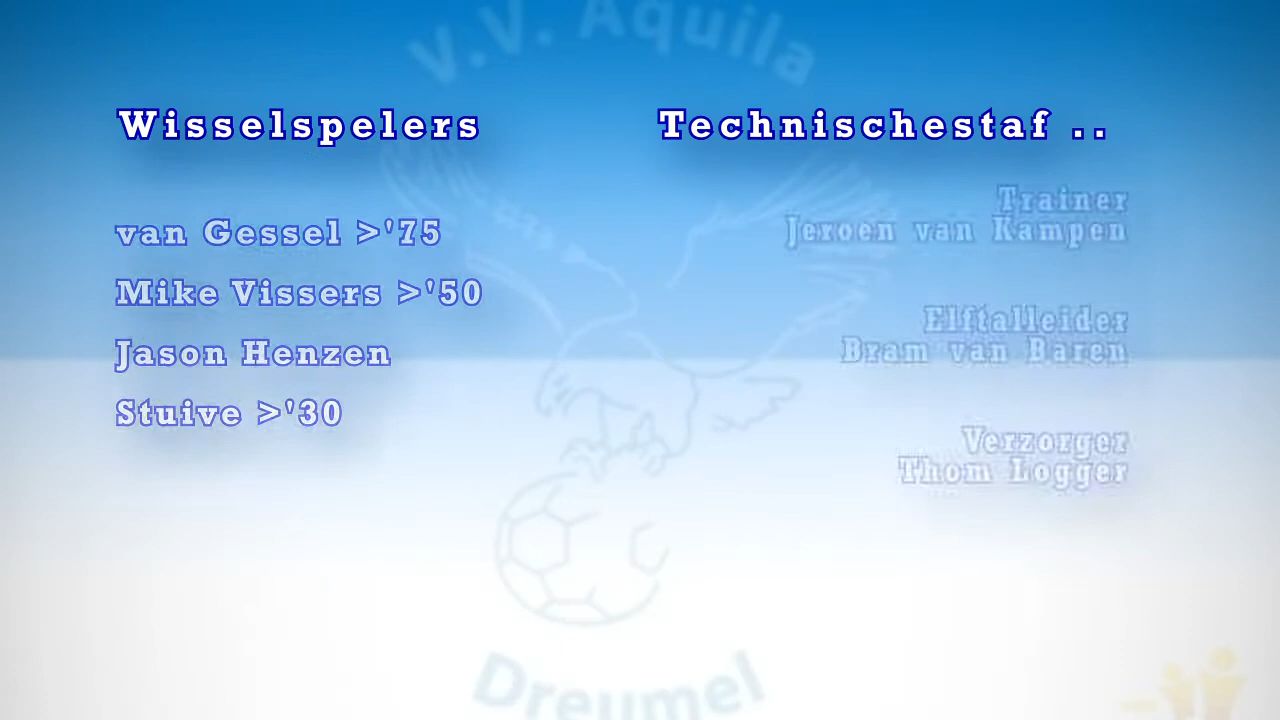 V.V. Aquila
Wisselspelers
van Gessel >'75
Mike Vissers >'50
Jason Henzen
Stuive >'30
Technischestaf ..
Trainer
Jeroen van Kampen
Elftalleider
Bram van Baren
Verzorger
Thom Logger
Dreumel